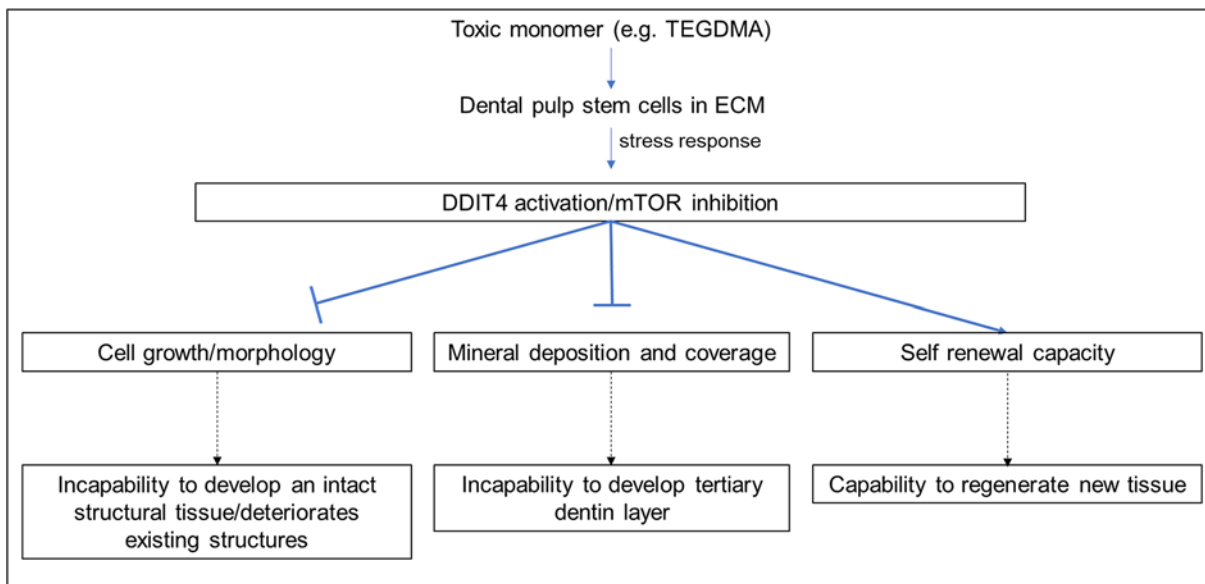 Toxic monomer (e.g. TEGDMA)
Dental pulp stem cells in ECM
stress response
DDIT4 activation/mTOR inhibition
Cell growth/morphology
Mineral deposition and coverage
Self renewal capacity
Incapability to develop an intact
structural tissue/deteriorates
existing structures
Incapability to develop tertiary
dentin layer
Capability to regenerate new tissue